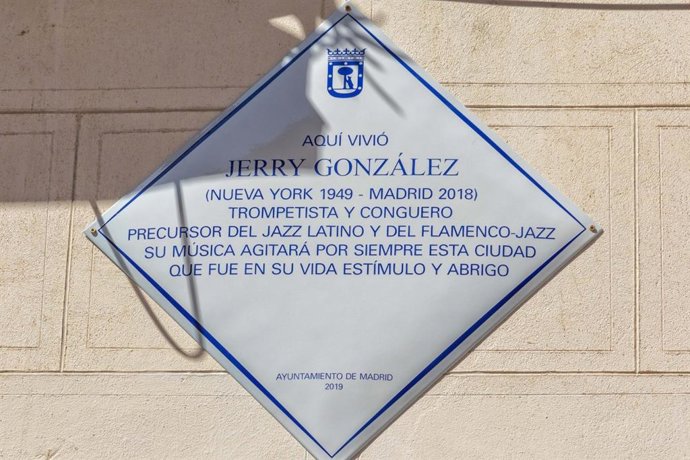 AQUÍ VIVIÓ
JERRY GONZÁLEZ
(NUEVA YORK 1949 - MADRID 2018)
TROMPETISTA Y CONGUERO
PRECURSOR DEL JAZZ LATINO Y DEL FLAMENCO-JAZZ
SU MÚSICA AGITARÁ POR SIEMPRE ESTA CIUDAD
QUE FUE EN SU VIDA ESTÍMULO Y ABRIGO
AYUNTAMIENTO DE MADRID
2019